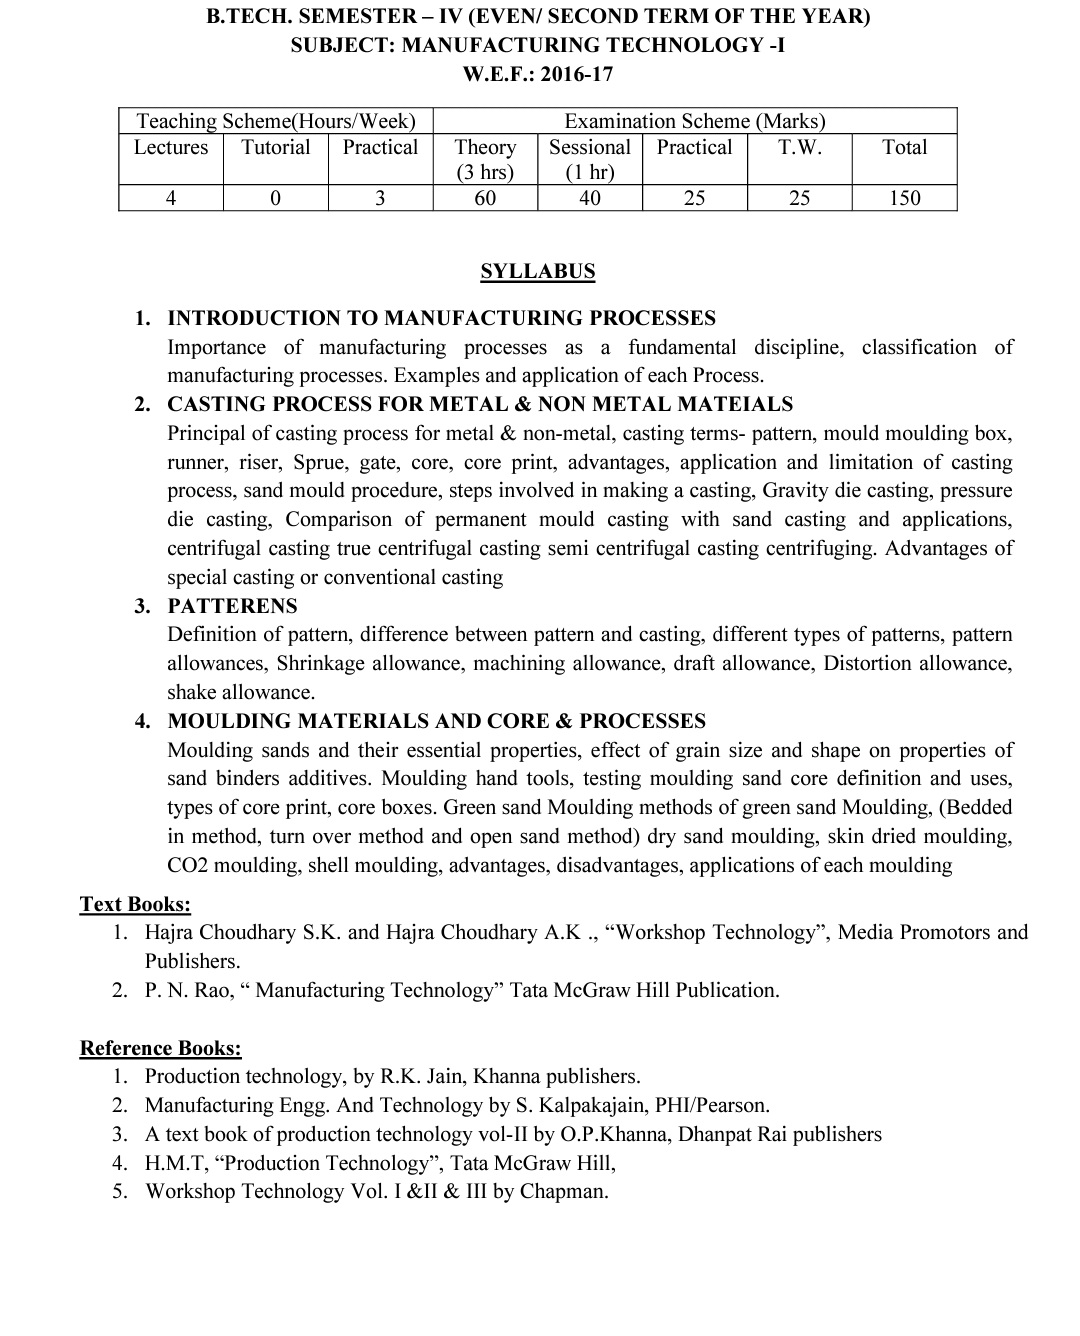 B.TECH. SEMESTER – IV (EVEN/ SECOND TERM OF THE YEAR)
SUBJECT: MANUFACTURING TECHNOLOGY -I
W.E.F.: 2016-17
Teaching Scheme(Hours/Week) Examination Scheme (Marks)
Lectures Tutorial Practical Theory Sessional Practical T.W. Total
(3 hrs) (1 hr)
4 0 3 60 40 25 25 150
SYLLABUS
1. INTRODUCTION TO MANUFACTURING PROCESSES
Importance of manufacturing processes as a fundamental discipline, classification of
manufacturing processes. Examples and application of each Process.
2. CASTING PROCESS FOR METAL & NON METAL MATEIALS
Principal of casting process for metal & non-metal, casting terms- pattern, mould moulding box,
runner, riser, Sprue, gate, core, core print, advantages, application and limitation of casting
process, sand mould procedure, steps involved in making a casting, Gravity die casting, pressure
die casting, Comparison of permanent mould casting with sand casting and applications,
centrifugal casting true centrifugal casting semi centrifugal casting centrifuging. Advantages of
special casting or conventional casting
3. PATTERENS
Definition of pattern, difference between pattern and casting, different types of patterns, pattern
allowances, Shrinkage allowance, machining allowance, draft allowance, Distortion allowance,
shake allowance.
4. MOULDING MATERIALS AND CORE & PROCESSES
Moulding sands and their essential properties, effect of grain size and shape on properties of
sand binders additives. Moulding hand tools, testing moulding sand core definition and uses,
types of core print, core boxes. Green sand Moulding methods of green sand Moulding, (Bedded
in method, turn over method and open sand method) dry sand moulding, skin dried moulding,
CO2 moulding, shell moulding, advantages, disadvantages, applications of each moulding
Text Books:
1. Hajra Choudhary S.K. and Hajra Choudhary A.K ., “Workshop Technology”, Media Promotors and
Publishers.
2. P. N. Rao, “ Manufacturing Technology” Tata McGraw Hill Publication.
Reference Books:
1. Production technology, by R.K. Jain, Khanna publishers.
2. Manufacturing Engg. And Technology by S. Kalpakajain, PHI/Pearson.
3. A text book of production technology vol-II by O.P.Khanna, Dhanpat Rai publishers
4. H.M.T, “Production Technology”, Tata McGraw Hill,
5. Workshop Technology Vol. I &II & III by Chapman.